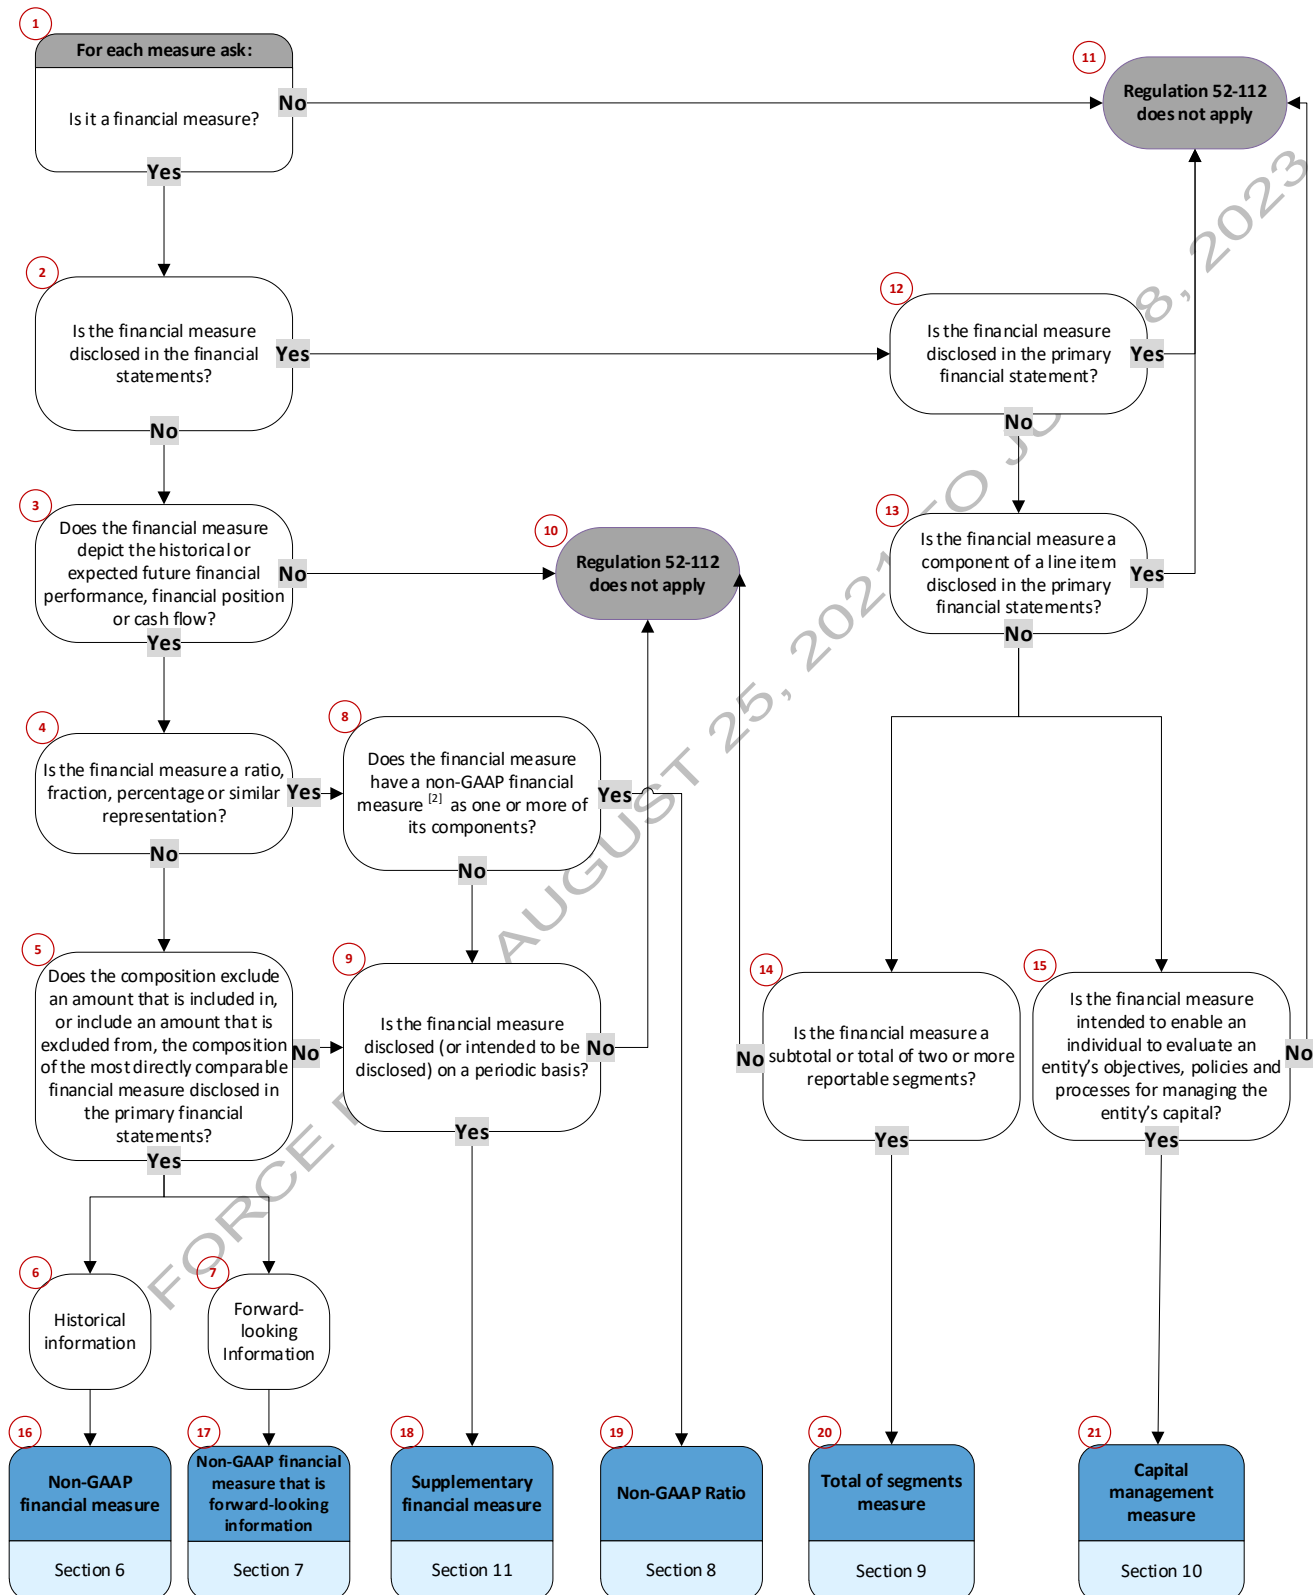 1
For each measure ask:
Is it a financial measure?
No
Yes
11
Regulation 52-112
does not apply
2
Is the financial measure
disclosed in the financial
statements?
Yes
No
12
Is the financial measure
disclosed in the primary
financial statement?
Yes
No
3
Does the financial measure
depict the historical or
expected future financial
performance, financial position
or cash flow?
No
Yes
10
Regulation 52-112
does not apply
13
Is the financial measure a
component of a line item
disclosed in the primary
financial statements?
Yes
No
4
Is the financial measure a ratio,
fraction, percentage or similar
representation?
Yes
No
8
Does the financial measure
have a non-GAAP financial
measure [2] as one or more of
its components?
Yes
No
5
Does the composition exclude
an amount that is included in,
or include an amount that is
excluded from, the composition
of the most directly comparable
financial measure disclosed in
the primary financial
statements?
No
Yes
9
Is the financial measure
disclosed (or intended to be
disclosed) on a periodic basis?
No
Yes
14
Is the financial measure a
subtotal or total of two or more
reportable segments?
No
Yes
15
Is the financial measure
intended to enable an
individual to evaluate an
entity's objectives, policies and
processes for managing the
entity's capital?
No
Yes
6
Historical
information
7
Forward-
looking
Information
16
Non-GAAP
financial measure
Section 6
17
Non-GAAP financial
measure that is
forward-looking
information
Section 7
18
Supplementary
financial measure
Section 11
19
Non-GAAP Ratio
Section 8
20
Total of segments
measure
Section 9
21
Capital
management
measure
Section 10
FORCE AUGUST 25, 2021 TO 8, 2023